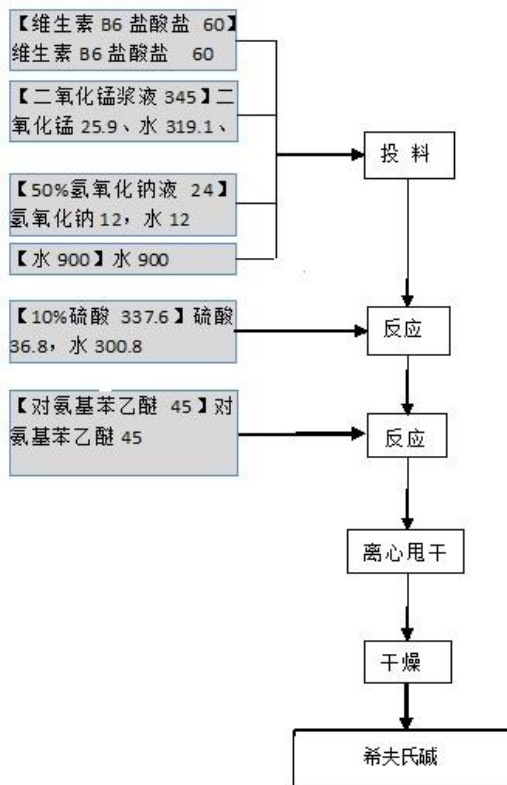 【维生素 B6 盐酸盐 60】
维生素 B6 盐酸盐 60
【二氧化锰浆液 345】二
氧化锰 25.9、水 319.1、
投 料
【50%氢氧化钠液 24】
氢氧化钠 12，水 12
【水 900】水 900
【10%硫酸 337.6】硫酸
36.8，水 300.8
反应
【对氨基苯乙醚 45】对
氨基苯乙醚 45
反应
离心甩干
干燥
希夫氏碱